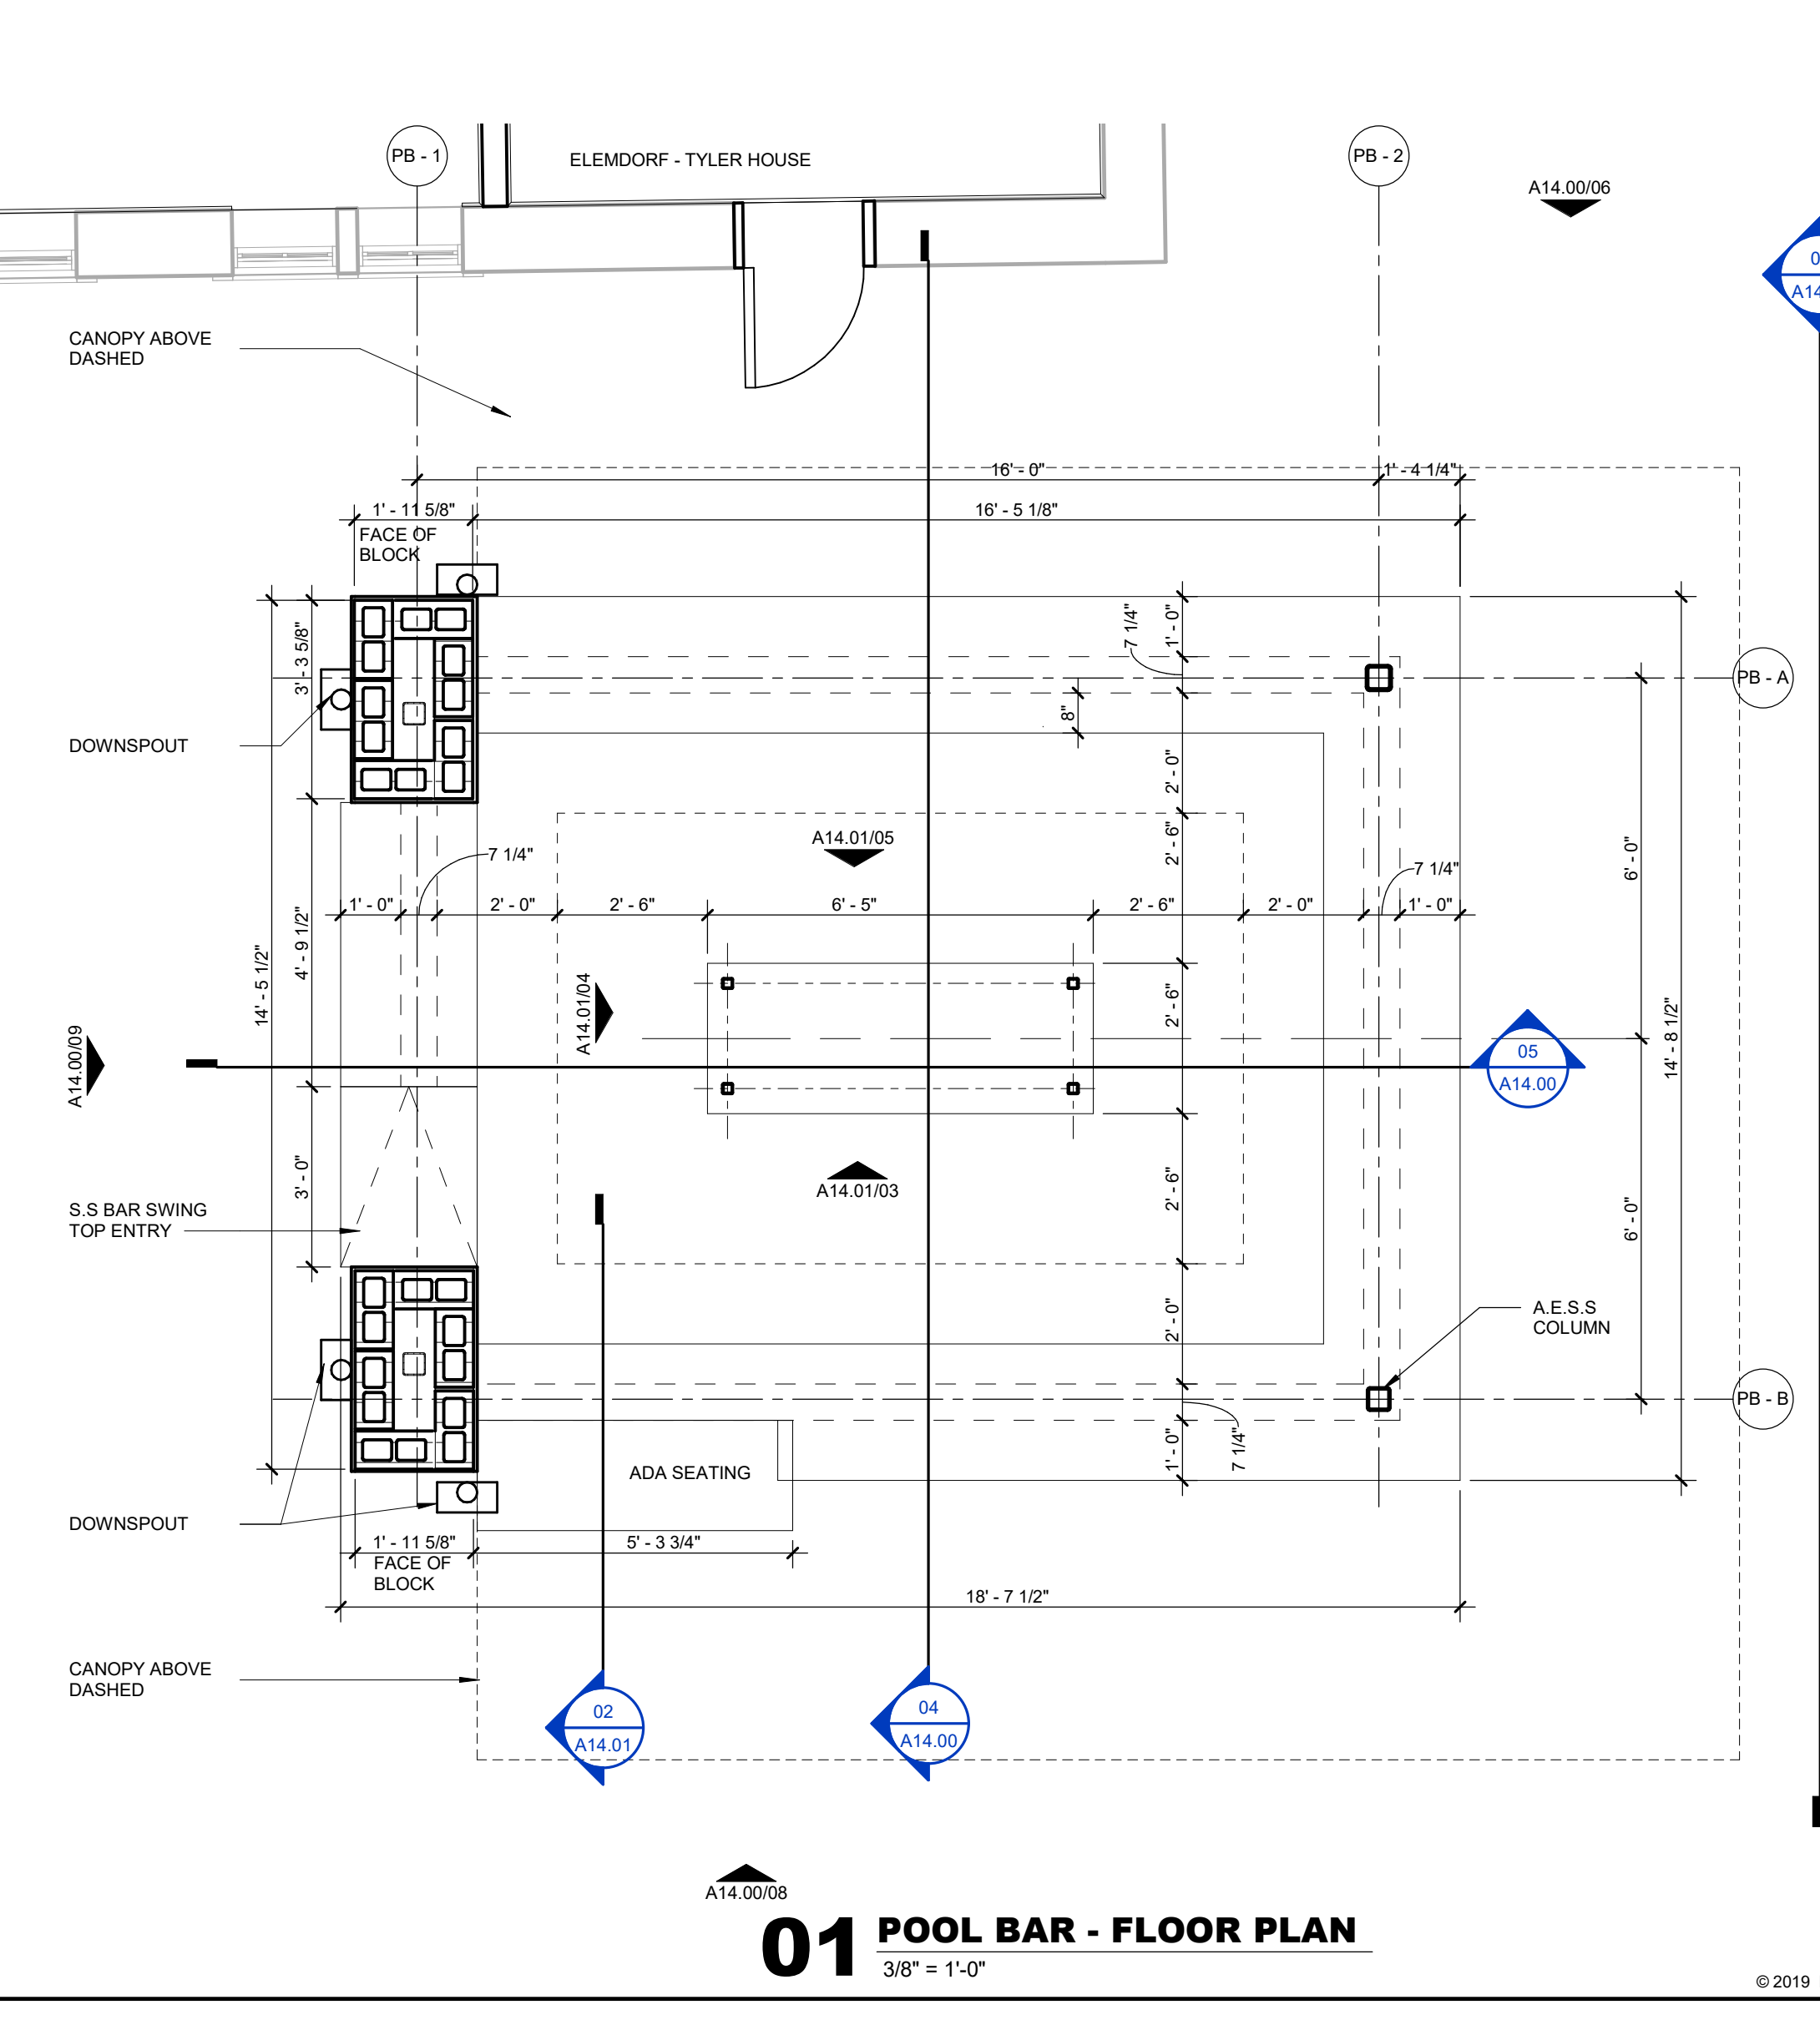 PB - 1
ELEMDORF - TYLER HOUSE
PB - 2
A14.00/06
CANOPY ABOVE
DASHED
16' - 0"
1' - 4 1/4"
1' - 11 5/8"
16' - 5 1/8"
FACE OF
BLOCK
7 1/4"
1' - 0"
3' - 3 5/8"
PB - A
8"
DOWNSPOUT
2' - 0"
A14.01/05
2' - 6"
7 1/4"
7 1/4"
6' - 0"
1' - 0"
2' - 0"
2' - 6"
6' - 5"
2' - 6"
2' - 0"
1' - 0"
4' - 9 1/2"
14' - 5 1/2"
A14.01/04
2' - 6"
14' - 8 1/2"
A14.00/09
05
A14.00
3' - 0"
A14.01/03
2' - 6"
6' - 0"
S.S BAR SWING
TOP ENTRY
2' - 0"
A.E.S.S
COLUMN
PB - B
1' - 0"
7 1/4"
ADA SEATING
DOWNSPOUT
1' - 11 5/8"
5' - 3 3/4"
FACE OF
BLOCK
18' - 7 1/2"
CANOPY ABOVE
DASHED
02
A14.01
04
A14.00
A14.00/08
01 POOL BAR - FLOOR PLAN
3/8" = 1'-0"
© 2019